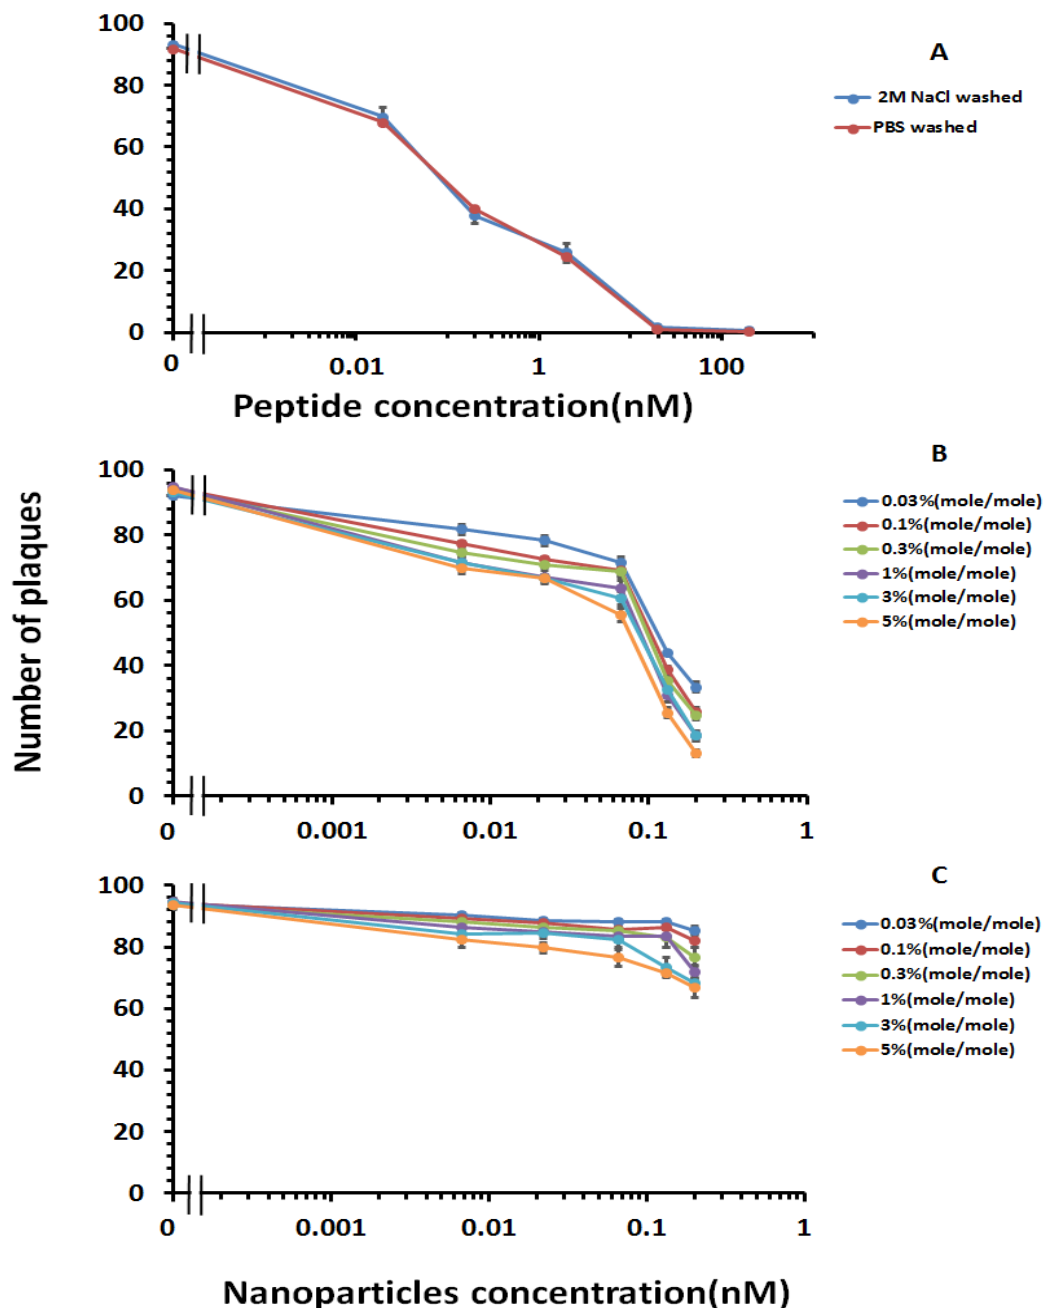 100
80
60
40
20
0
0
0.01
1
100
Peptide concentration(nM)
A
2M NaCl washed
PBS washed
Number of plaques
100
80
60
40
20
0
0
0.001
0.01
0.1
1
B
0.03%(mole/mole)
0.1%(mole/mole)
0.3%(mole/mole)
1%(mole/mole)
3%(mole/mole)
5%(mole/mole)
100
80
60
40
20
0
0
0.001
0.01
0.1
1
C
0.03%(mole/mole)
0.1%(mole/mole)
0.3%(mole/mole)
1%(mole/mole)
3%(mole/mole)
5%(mole/mole)
Nanoparticles concentration(nM)